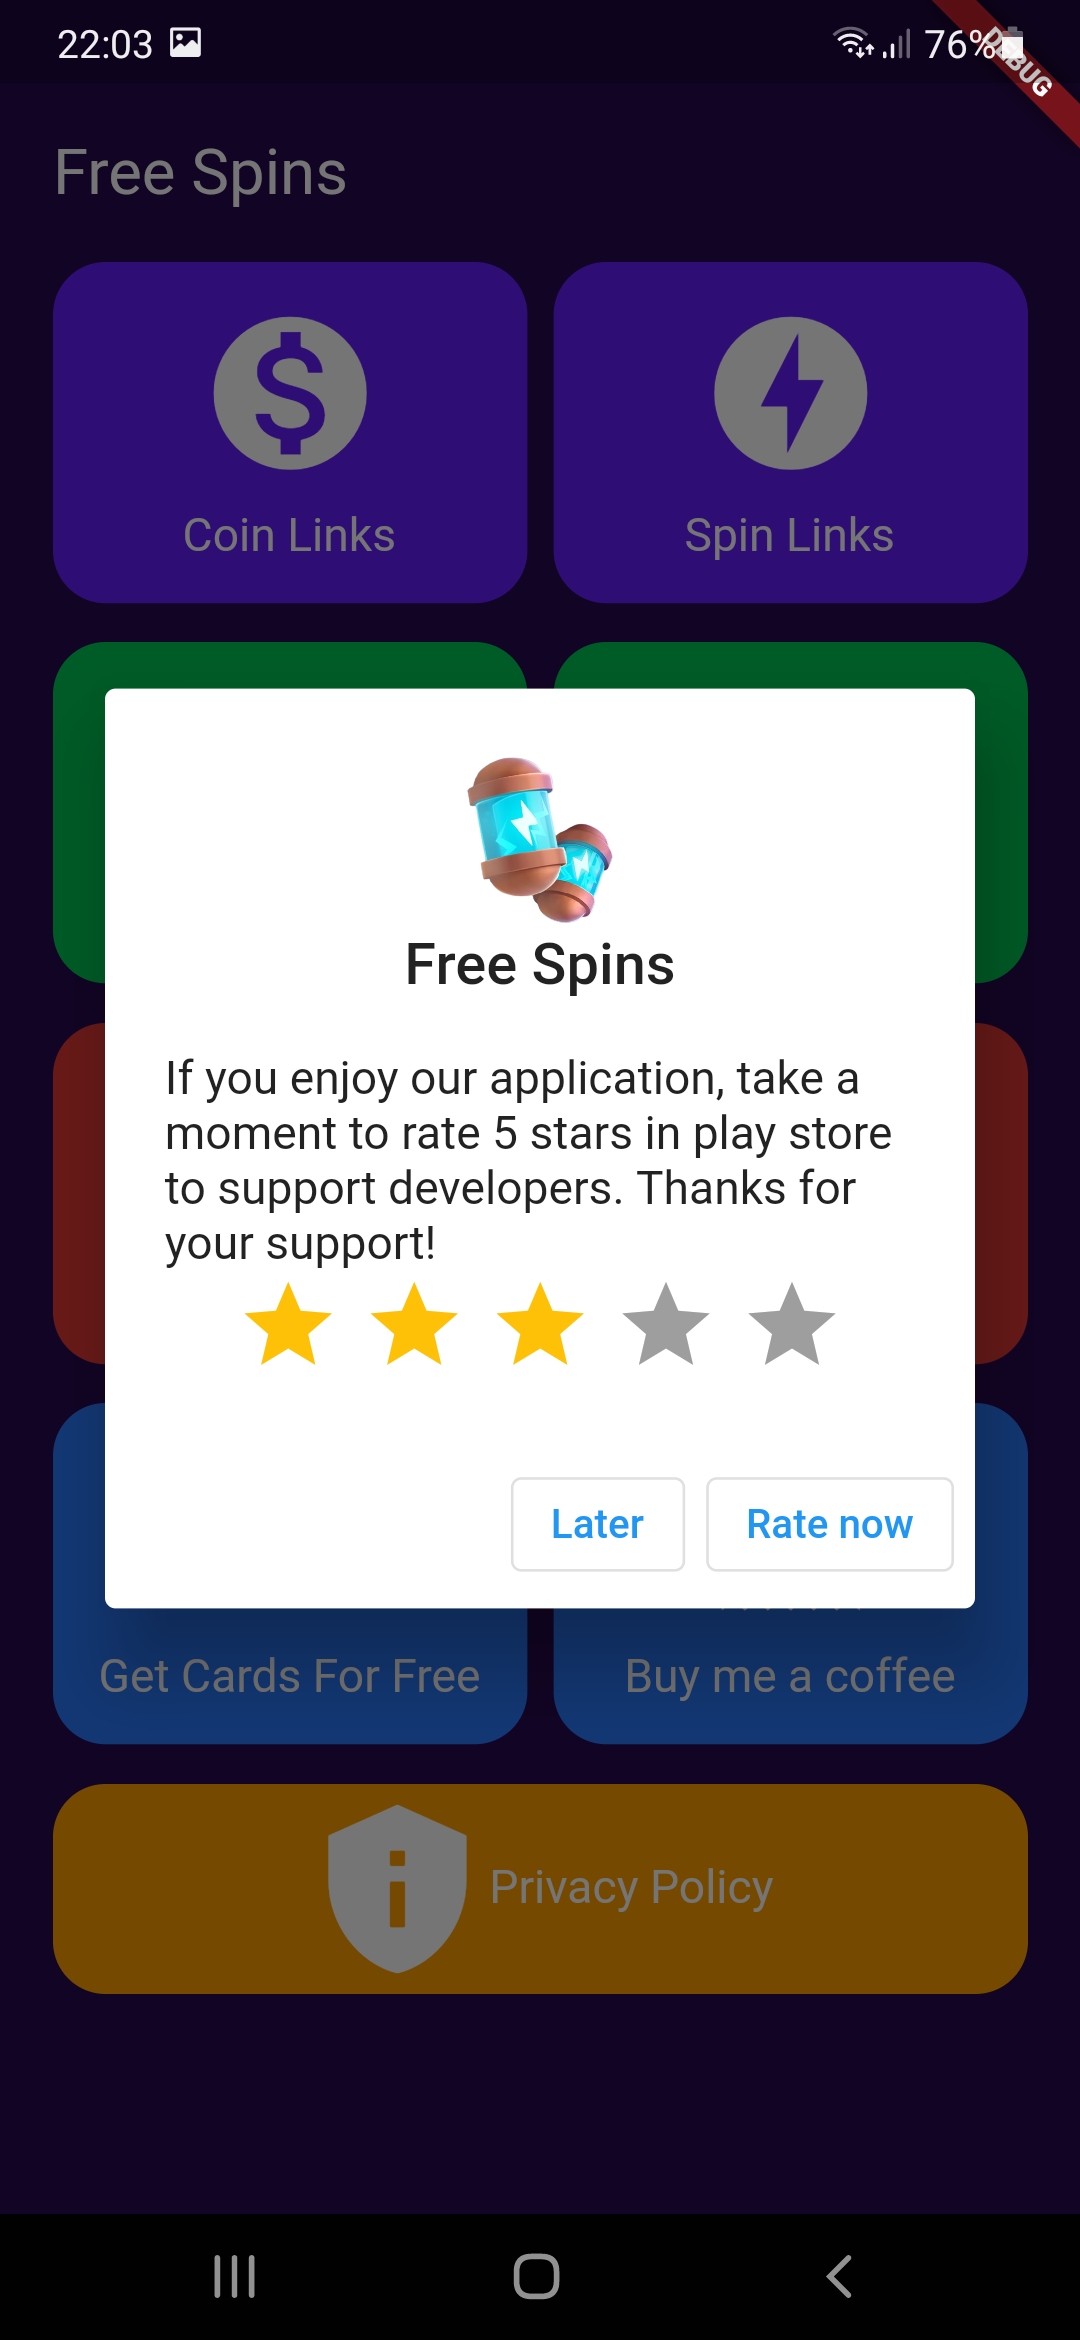 22:03
76%
DEBUG
Free Spins
Coin Links
Spin Links
Free Spins
If you enjoy our application, take a
moment to rate 5 stars in play store
to support developers. Thanks for
your support!
Later
Rate now
Get Cards For Free
Buy me a coffee
Privacy Policy